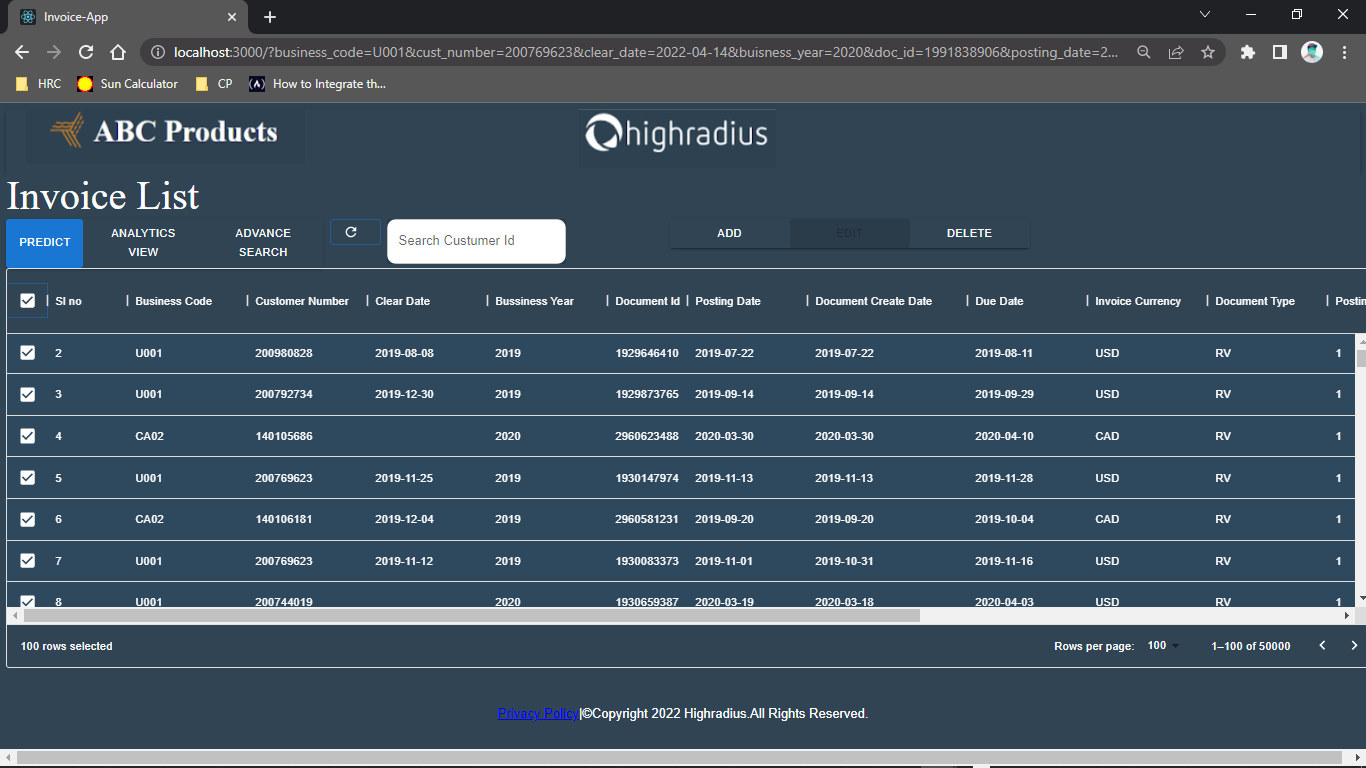 Invoice-App
localhost:3000/?business_code=U001&cust_number=200769623&clear_date=2022-04-14&buisness_year=2020&doc_id=1991838906&posting_date=2...
HRC Sun Calculator CP How to Integrate th...
ABC Products highradius
Invoice List
PREDICT ANALYTICS VIEW ADVANCE SEARCH Search Custumer Id ADD EDIT DELETE
Sl no Business Code Customer Number Clear Date Bussiness Year Document Id Posting Date Document Create Date Due Date Invoice Currency Document Type Postin
2 U001 200980828 2019-08-08 2019 1929646410 2019-07-22 2019-07-22 2019-08-11 USD RV 1
3 U001 200792734 2019-12-30 2019 1929873765 2019-09-14 2019-09-14 2019-09-29 USD RV 1
4 CA02 140105686 2020 2960623488 2020-03-30 2020-03-30 2020-04-10 CAD RV 1
5 U001 200769623 2019-11-25 2019 1930147974 2019-11-13 2019-11-13 2019-11-28 USD RV 1
6 CA02 140106181 2019-12-04 2019 2960581231 2019-09-20 2019-09-20 2019-10-04 CAD RV 1
7 U001 200769623 2019-11-12 2019 1930083373 2019-11-01 2019-10-31 2019-11-16 USD RV 1
8 U001 200744019 2020 1930659387 2020-03-19 2020-03-18 2020-04-03 USD RV 1
100 rows selected Rows per page: 100 1–100 of 50000
Privacy Policy|©Copyright 2022 Highradius.All Rights Reserved.